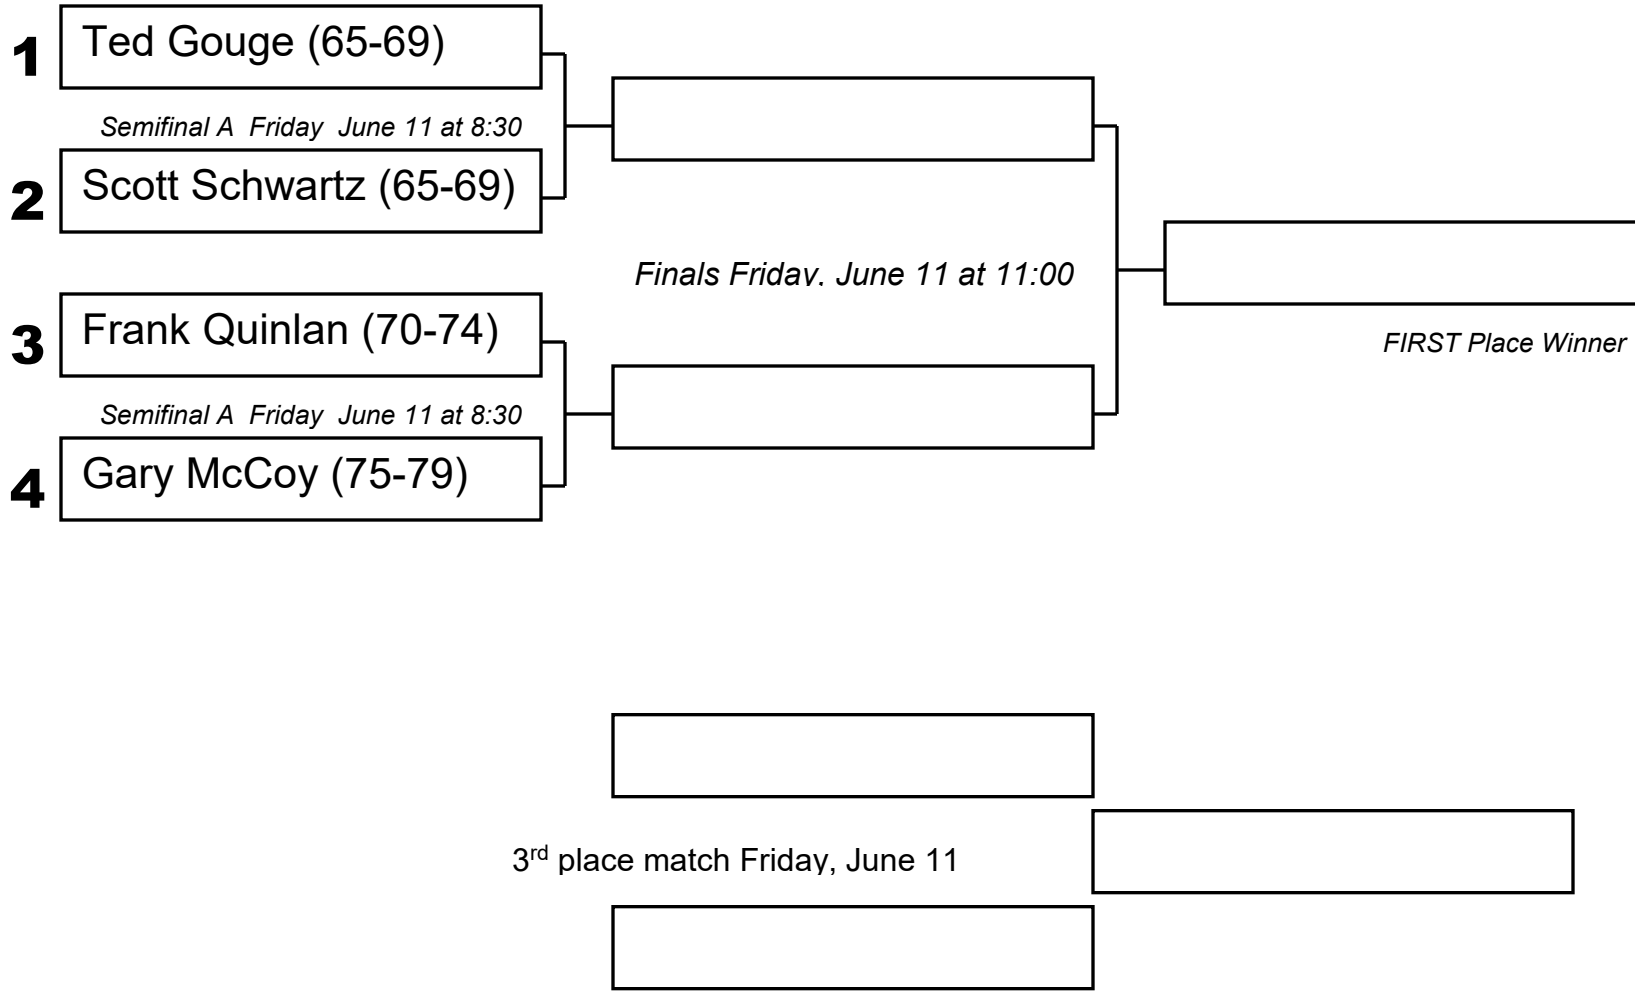 1 Ted Gouge (65-69)
Semifinal A Friday June 11 at 8:30
2 Scott Schwartz (65-69)
Finals Friday, June 11 at 11:00
3 Frank Quinlan (70-74)
FIRST Place Winner
Semifinal A Friday June 11 at 8:30
4 Gary McCoy (75-79)
3rd place match Friday, June 11